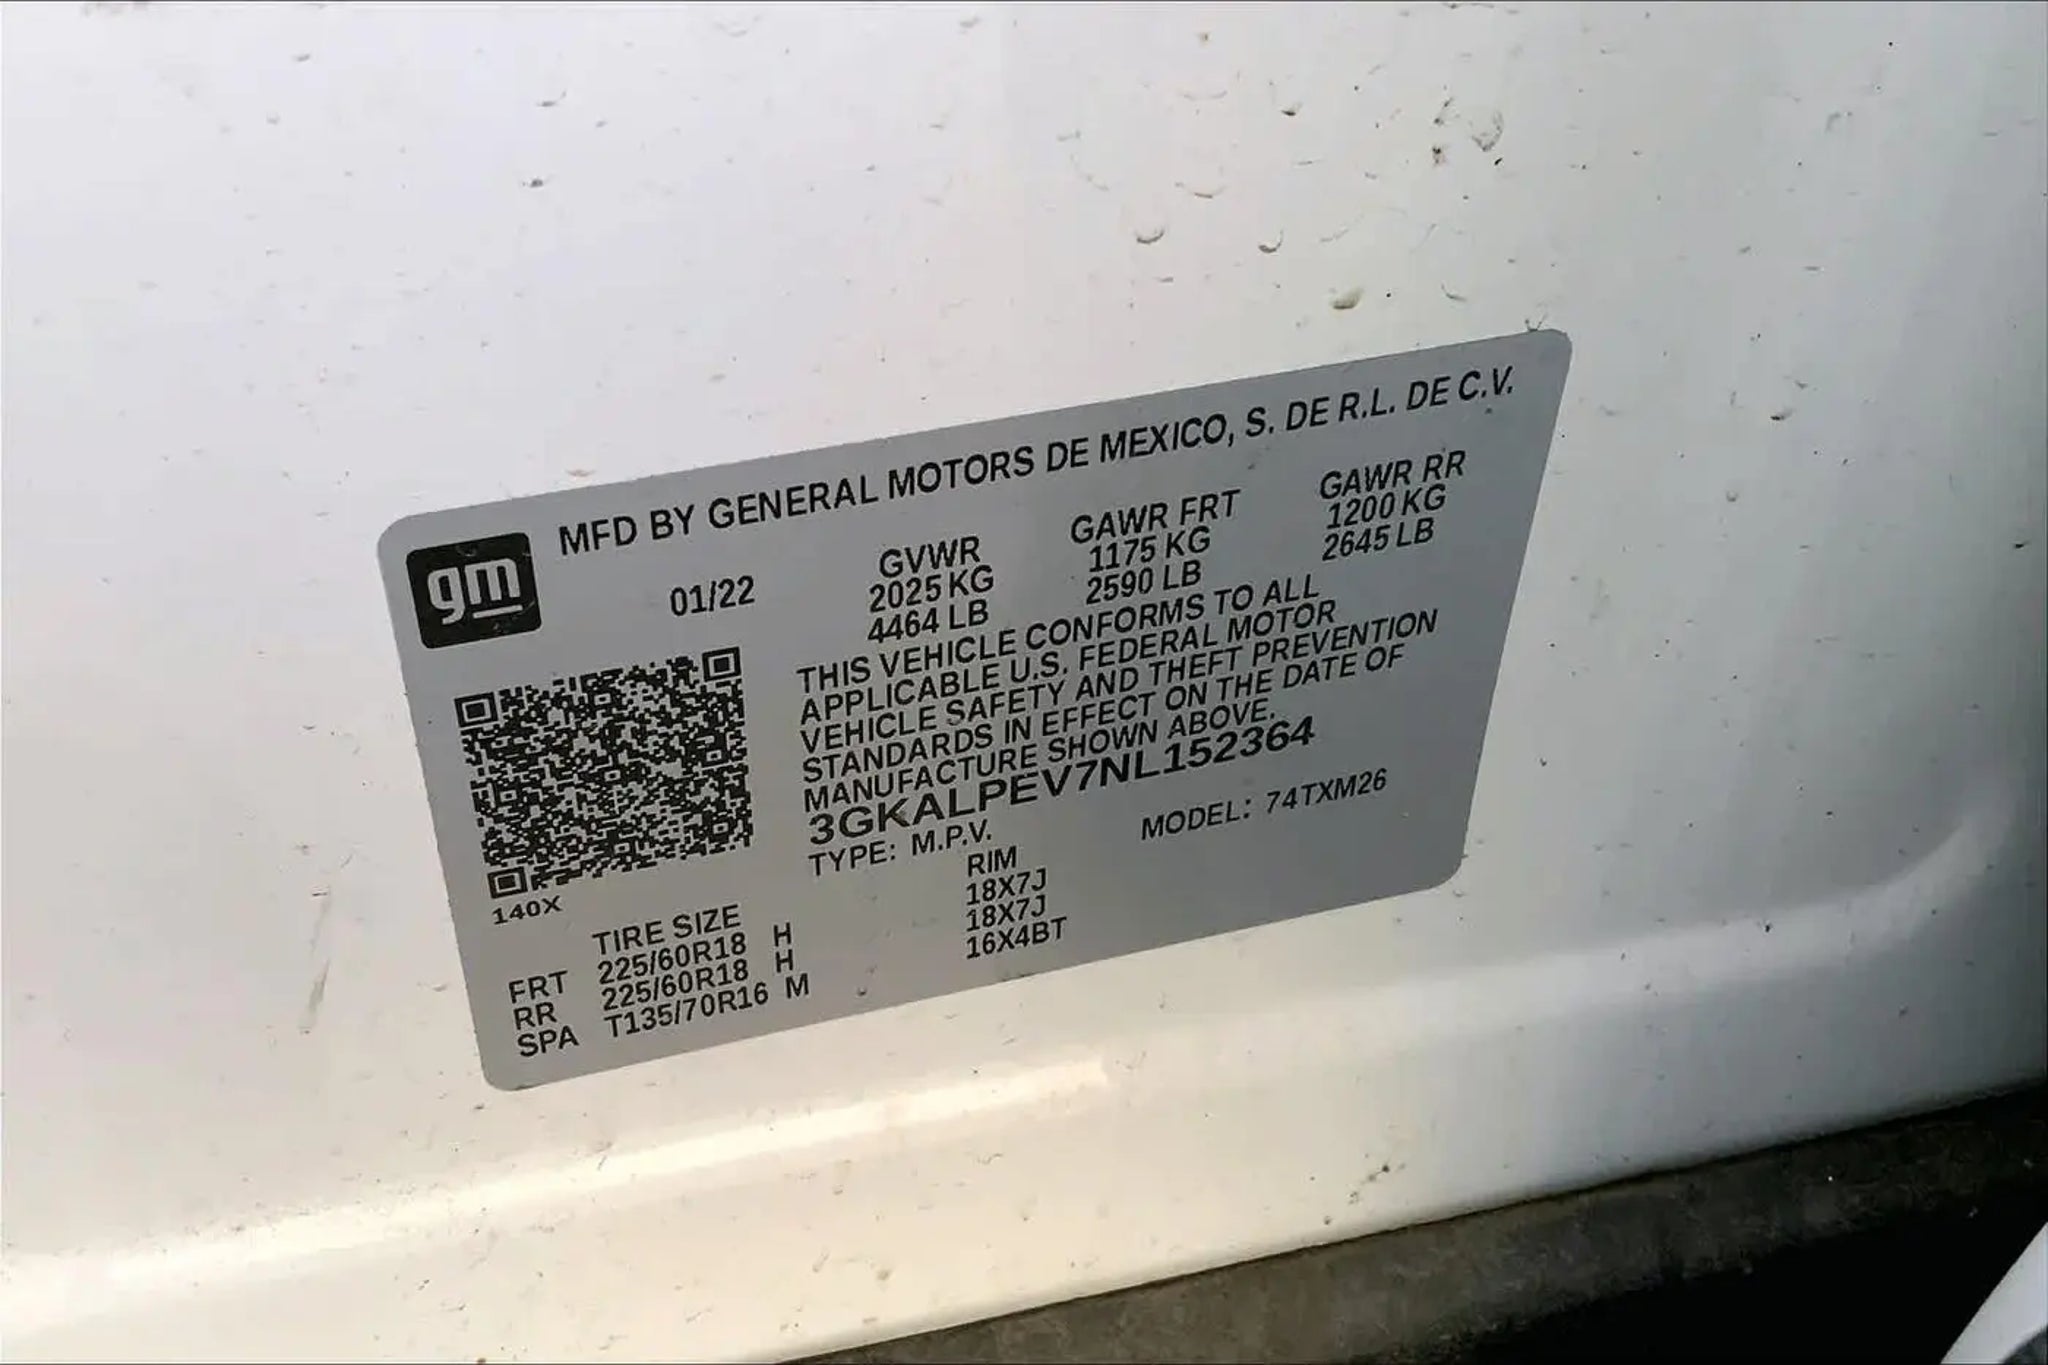 MFD BY GENERAL MOTORS DE MEXICO, S. DE R.L. DE C.V.
gm
01/22
GVWR GAWR FRT GAWR RR
2025 KG 1175 KG 1200 KG
4464 LB 2590 LB 2645 LB
THIS VEHICLE CONFORMS TO ALL
APPLICABLE U.S. FEDERAL MOTOR
VEHICLE SAFETY AND THEFT PREVENTION
STANDARDS IN EFFECT ON THE DATE OF
MANUFACTURE SHOWN ABOVE.
3GKALPEV7NL152364
TYPE: M.P.V. MODEL: 74TXM26
140X
TIRE SIZE RIM
FRT 225/60R18 H 18X7J
RR 225/60R18 H 18X7J
SPA T135/70R16 M 16X4BT